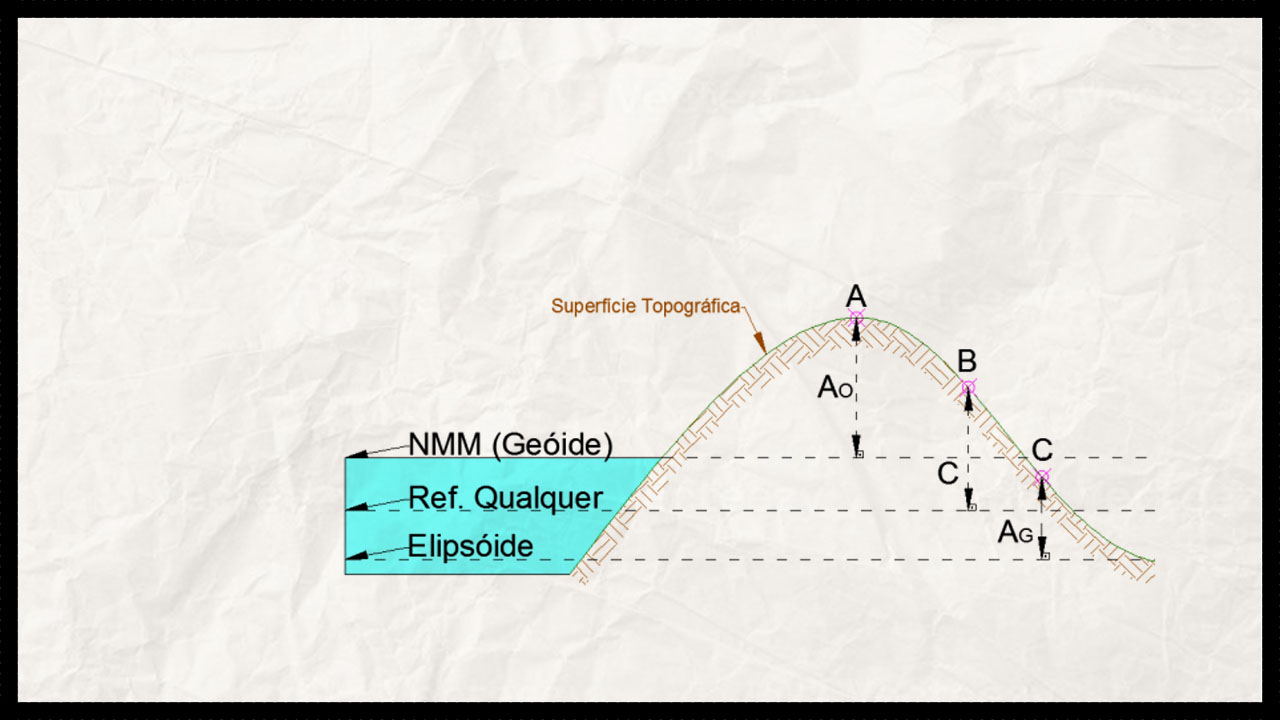 A
Superfície Topográfica
B
AO
NMM (Geóide)
C
C
Ref. Qualquer
AG
Elipsóide